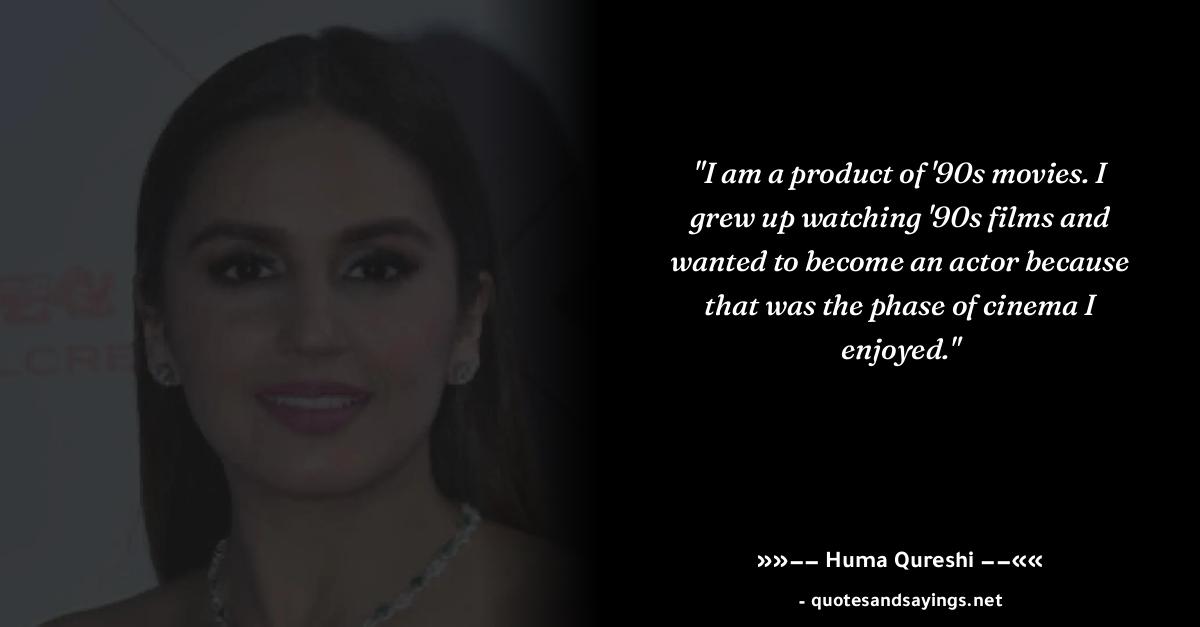 "I am a product of '90s movies. I
grew up watching '90s films and
wanted to become an actor because
that was the phase of cinema I
enjoyed."
»»–– Huma Qureshi ––««
- quotesandsayings.net